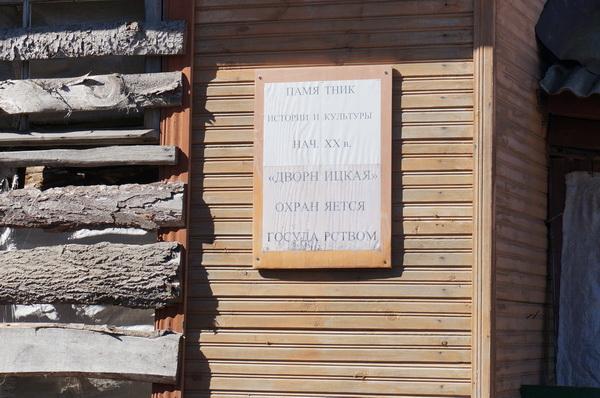 ПАМЯ ТНИК
ИСТОРИИ И КУЛЬТУРЫ
НАЧ. XX в.
«ДВОРН ИЦКАЯ»
ОХРАН ЯЕТСЯ
ГОСУДА РСТВОМ